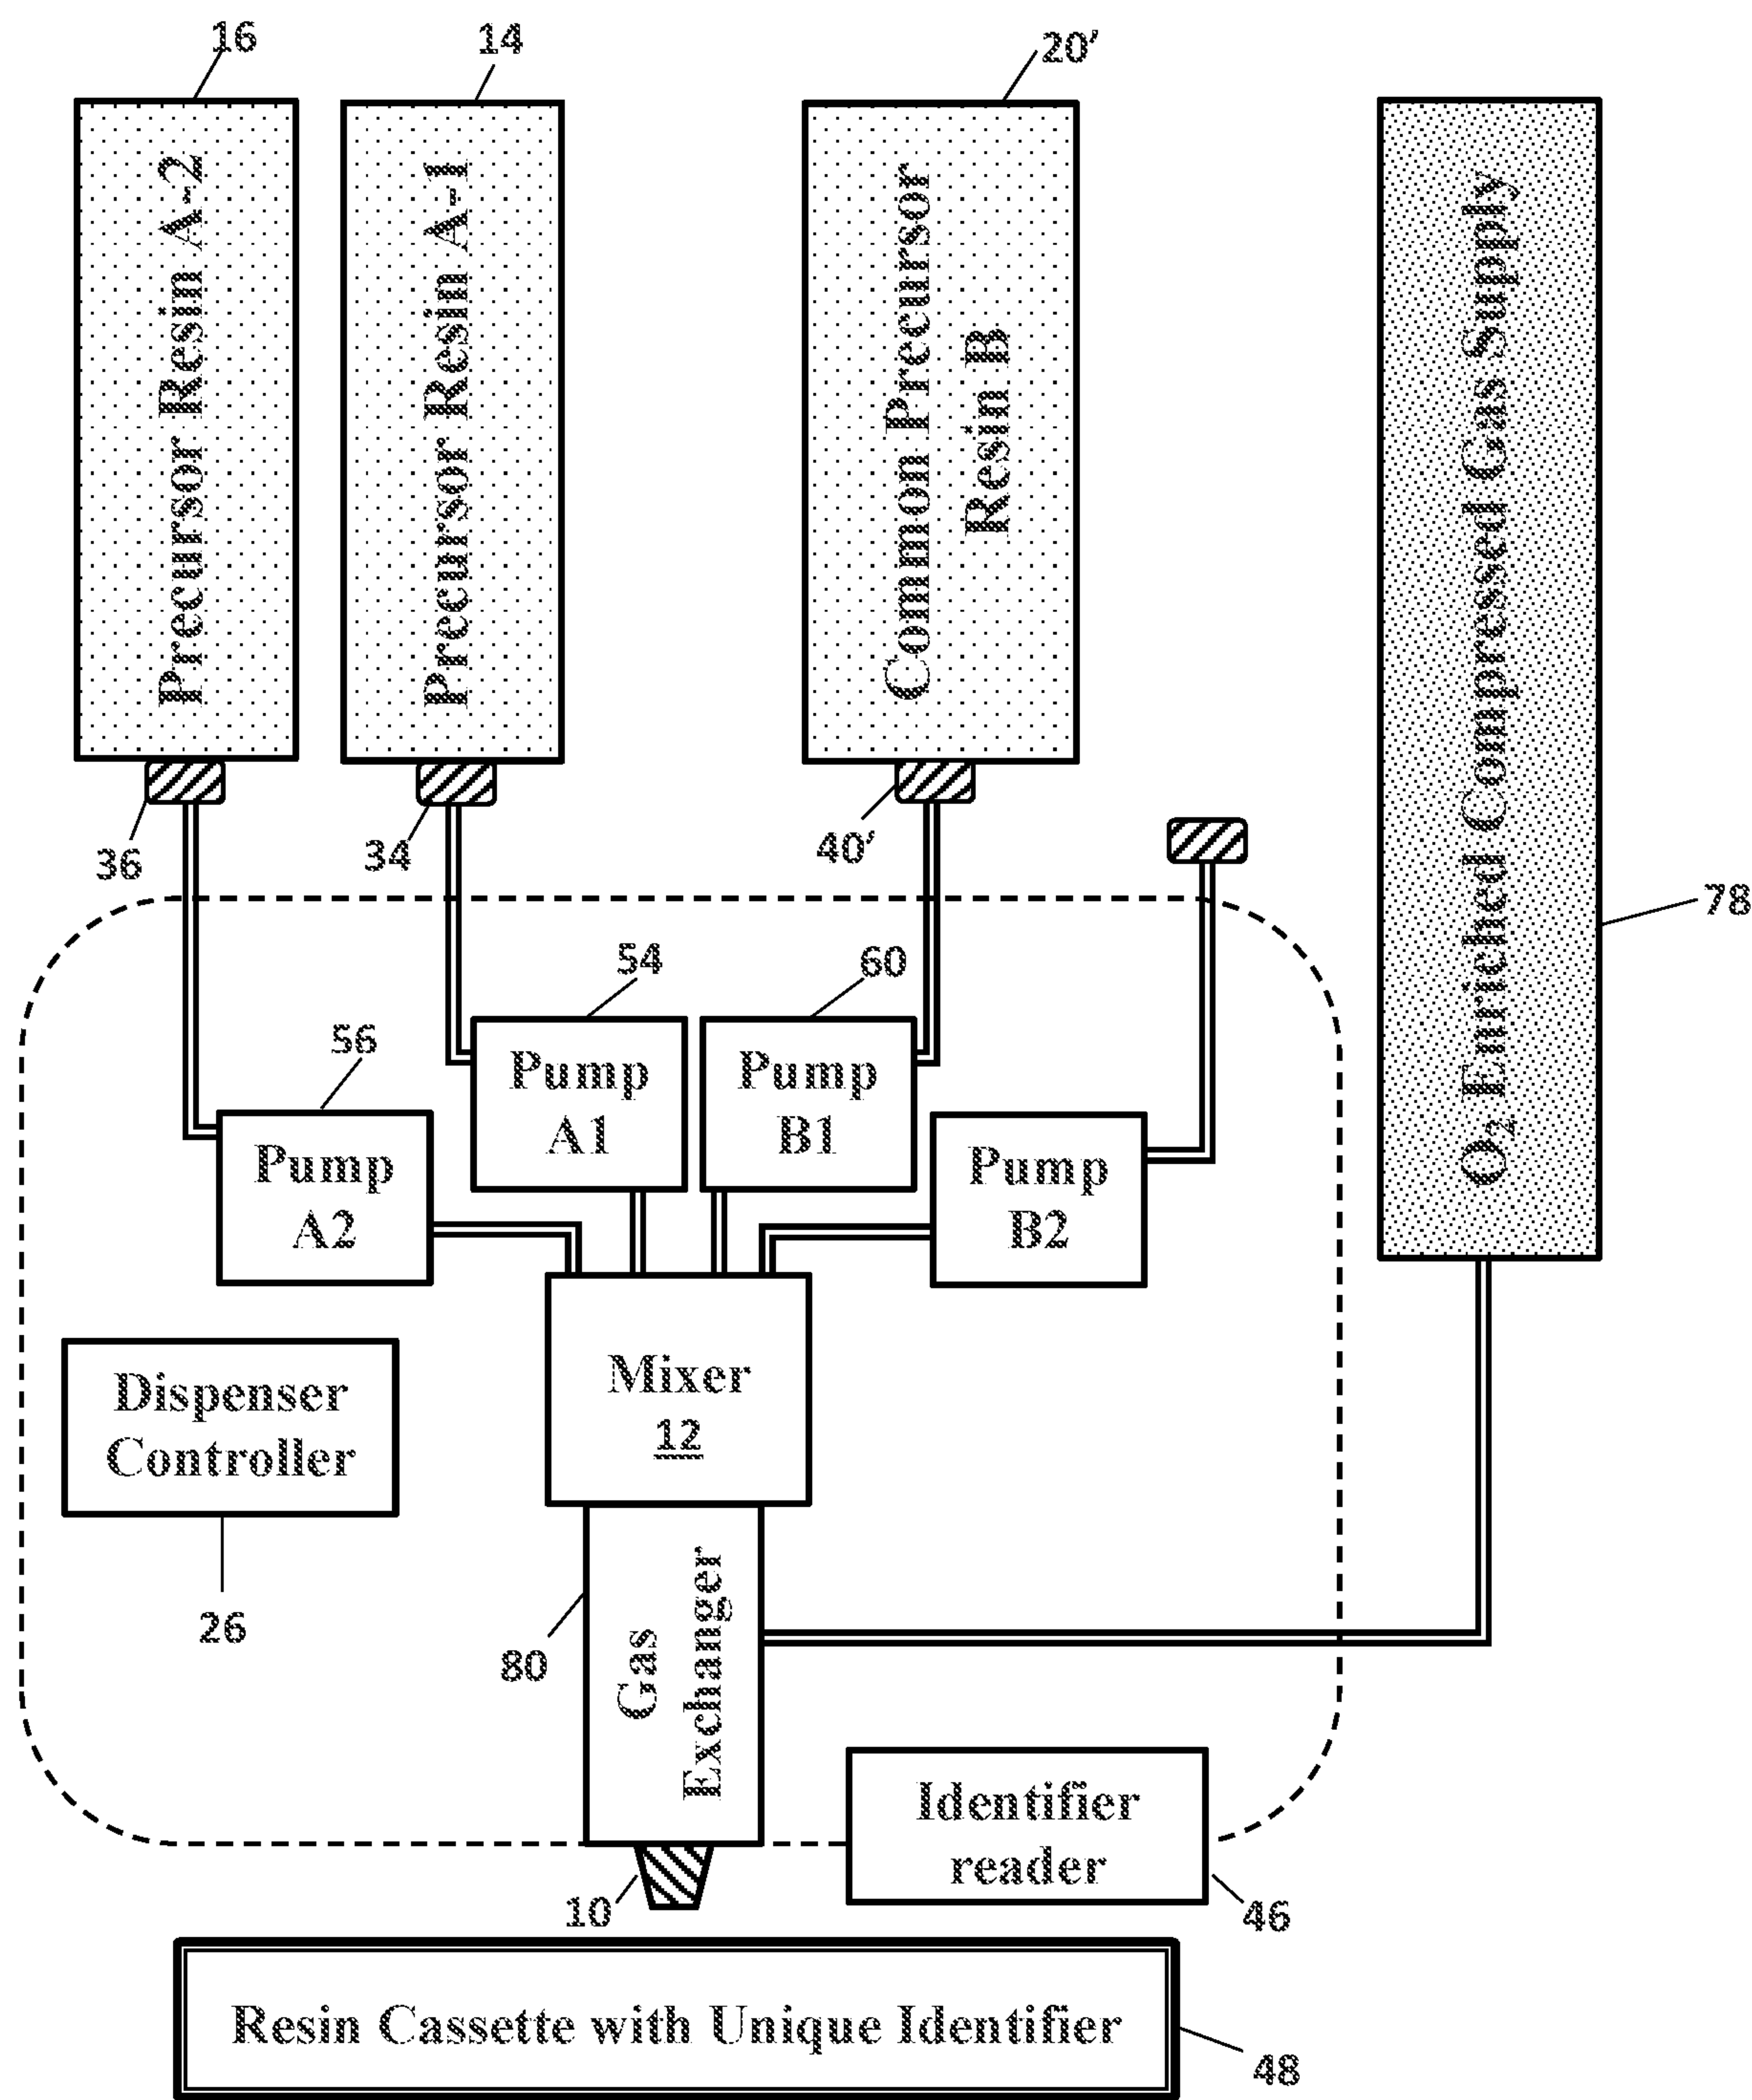 16
14
20’
Precursor Resin A-2
Precursor Resin A-1
Common Precursor
Resin B
O₂ Enriched Compressed Gas Supply
36
34
40’
78
54
60
56
Pump
A1
Pump
B1
Pump
A2
Pump
B2
Mixer
12
Dispenser
Controller
26
Gas
Exchanger
80
Identifier
reader
10
46
Resin Cassette with Unique Identifier
48